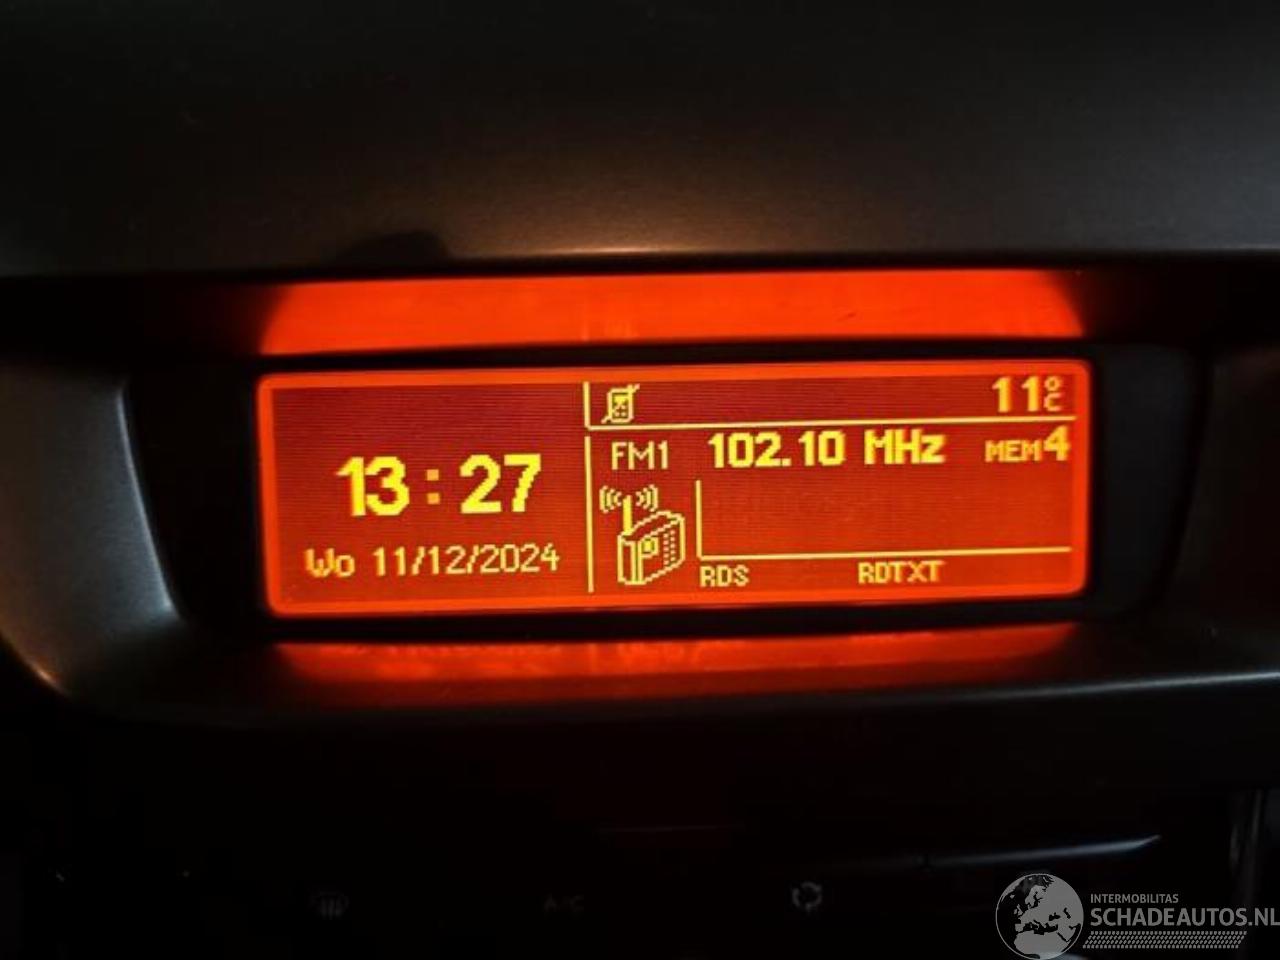 11°C
FM1 102.10 MHz MEM4
13:27
Wo 11/12/2024
RDS RDTXT
A/C
INTERMOBILITAS
SCHADEAUTOS.NL